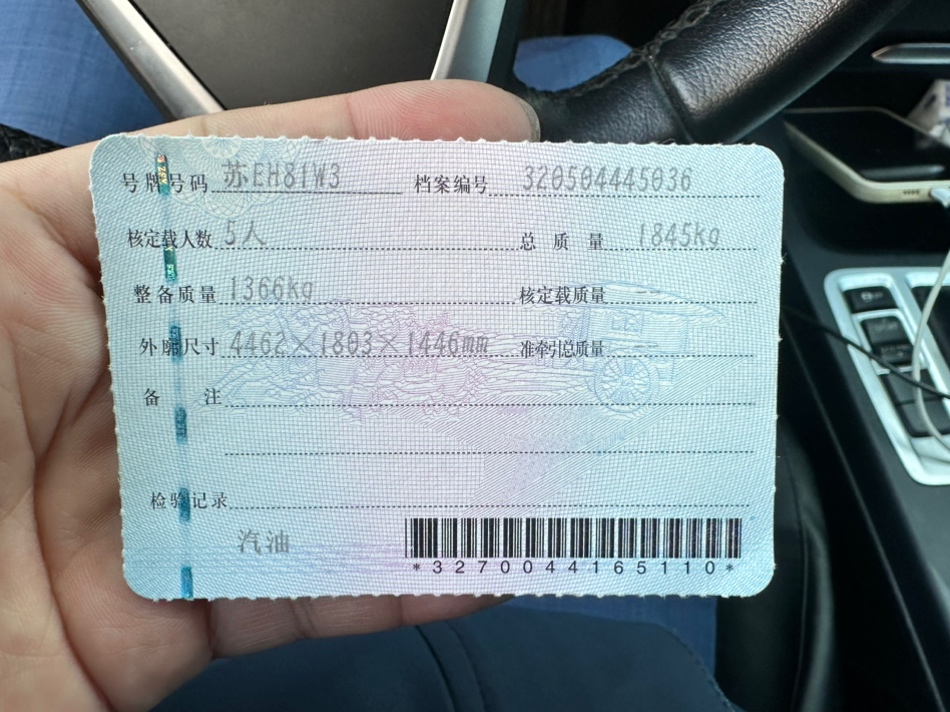 号牌号码 苏EH81W3 档案编号 320504445036
核定载人数 5人 总质量 1845kg
整备质量 1366kg 核定载质量 --
外廓尺寸 4462×1803×1446mm 准牵引总质量 --
备注
检验记录
汽油
*3270044165110*